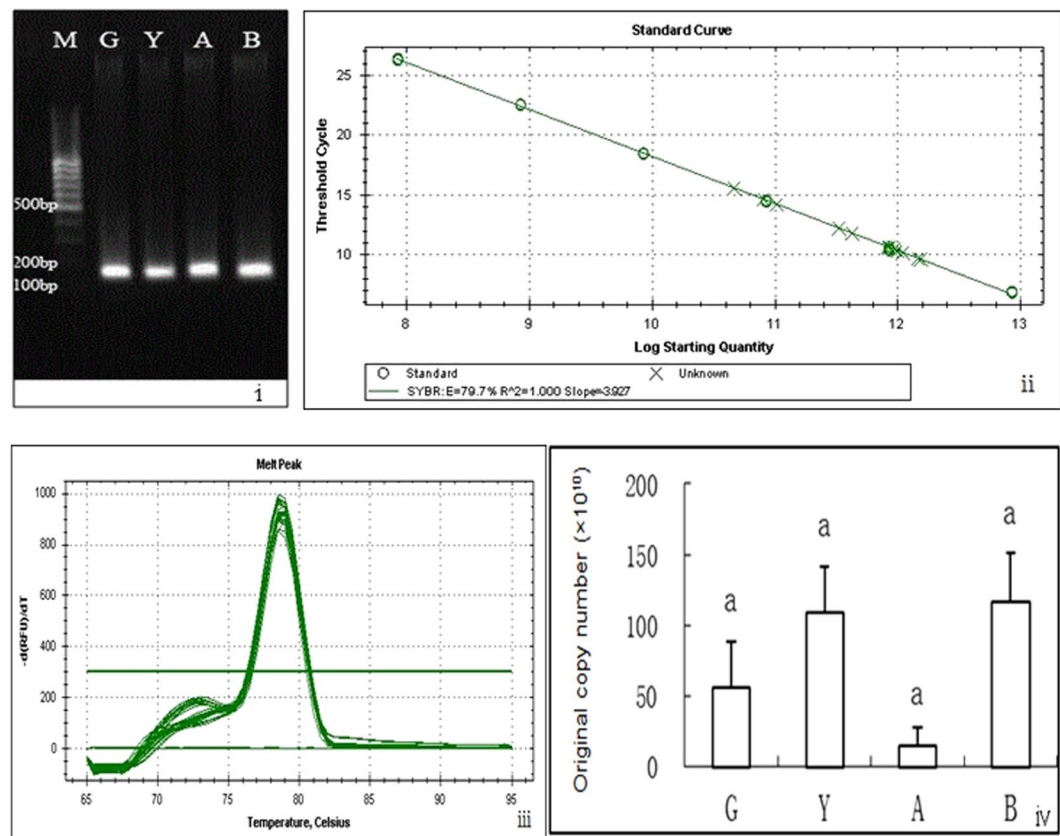 M G Y A B
500bp
200bp
100bp
i
Standard Curve
Threshold Cycle
25
20
15
10
8 9 10 11 12 13
Log Starting Quantity
Standard Unknown
SYBR: E=79.7% R^2=1.000 Slope=-3.927
ii
Melt Peak
-d(RFU)/dT
1000
800
600
400
200
0
65 70 75 80 85 90 95
Temperature, Celsius
iii
Original copy number (×10¹⁰)
200
150
100
50
0
a a a a
G Y A B
iv